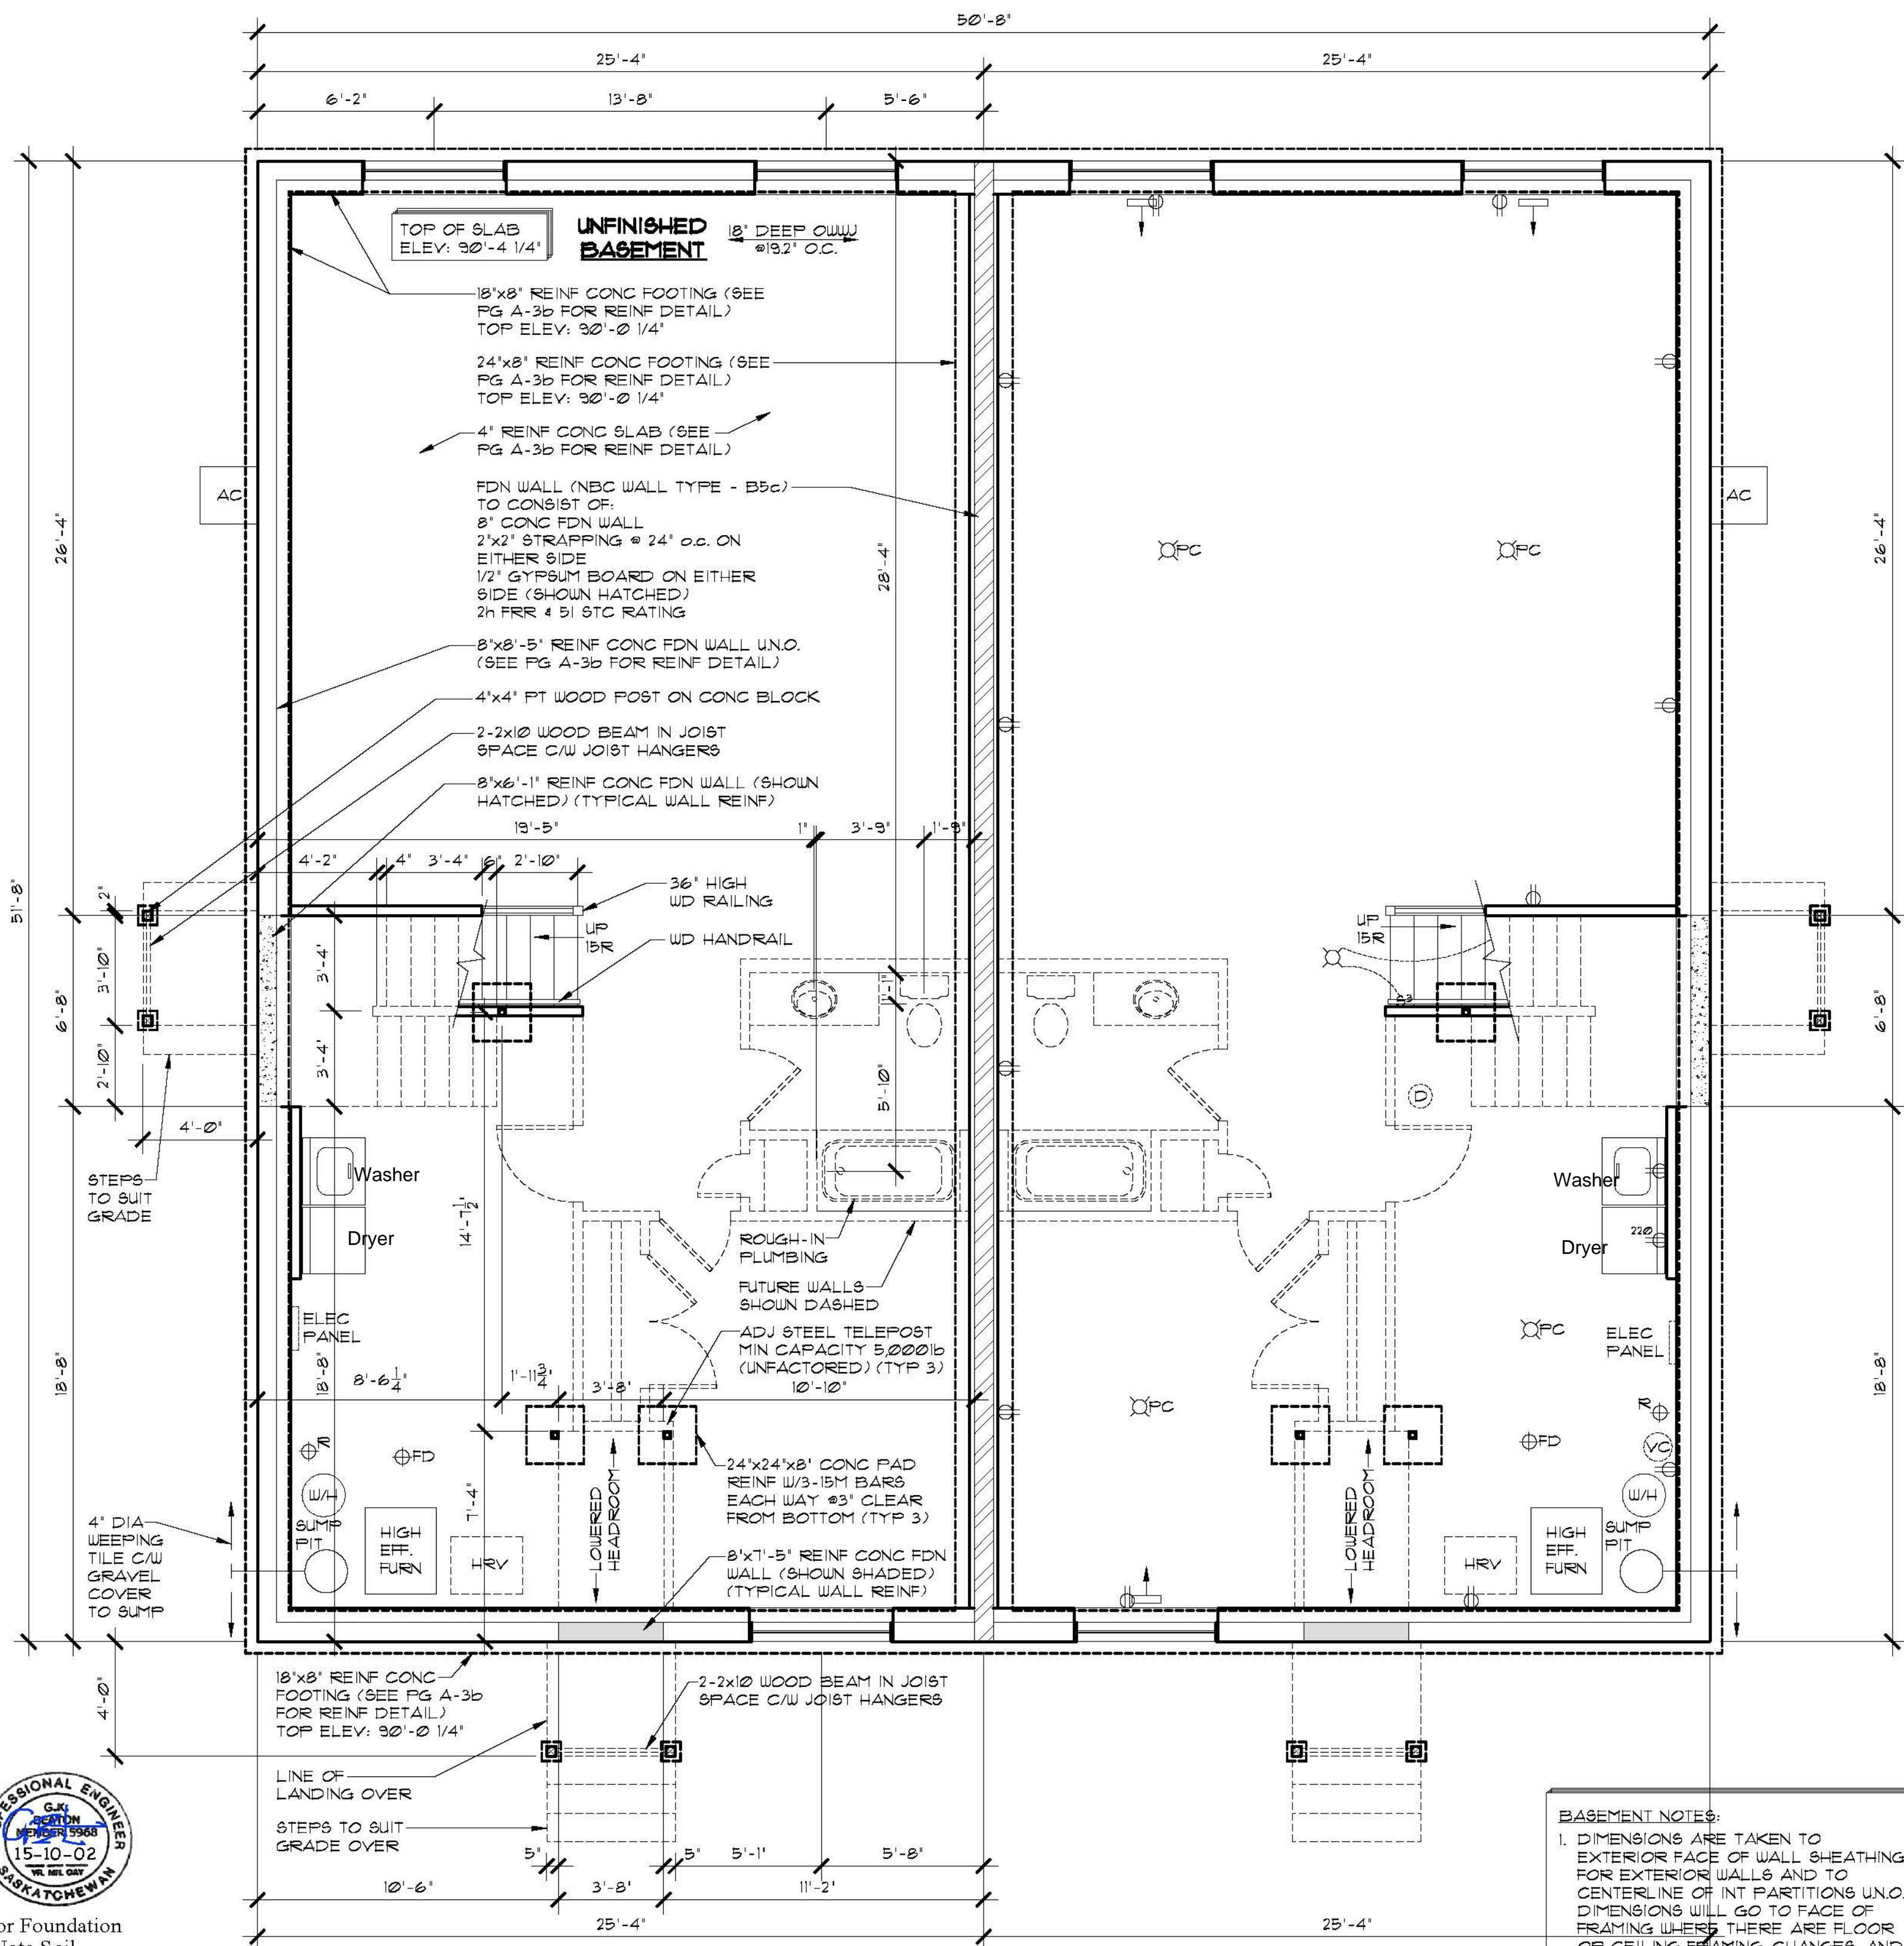 50'-8"
25'-4"
25'-4"
6'-2"
13'-8"
5'-6"
TOP OF SLAB
ELEV: 90'-4 1/4"
UNFINISHED
BASEMENT
18" DEEP OWWJ
@19.2" O.C.
18"x8" REINF CONC FOOTING (SEE
PG A-3b FOR REINF DETAIL)
TOP ELEV: 90'-0 1/4"
24"x8" REINF CONC FOOTING (SEE
PG A-3b FOR REINF DETAIL)
TOP ELEV: 90'-0 1/4"
4" REINF CONC SLAB (SEE
PG A-3b FOR REINF DETAIL)
FDN WALL (NBC WALL TYPE - B5c)
TO CONSIST OF:
8" CONC FDN WALL
2"x2" STRAPPING @ 24" o.c. ON
EITHER SIDE
1/2" GYPSUM BOARD ON EITHER
SIDE (SHOWN HATCHED)
2h FRR & 51 STC RATING
8"x8'-5" REINF CONC FDN WALL U.N.O.
(SEE PG A-3b FOR REINF DETAIL)
4"x4" PT WOOD POST ON CONC BLOCK
2-2x10 WOOD BEAM IN JOIST
SPACE C/W JOIST HANGERS
8"x6'-1" REINF CONC FDN WALL (SHOWN
HATCHED) (TYPICAL WALL REINF)
AC
AC
26'-4"
26'-4"
28'-4"
51'-8"
PC
PC
19'-5"
1"
3'-9"
1'-9"
4'-2"
4"
3'-4"
6"
2'-10"
36" HIGH
WD RAILING
UP
15R
WD HANDRAIL
UP
15R
2"
3'-10"
6'-8"
2'-10"
3'-4"
3'-4"
1'-1"
5'-10"
6'-8"
4'-0"
D
STEPS
TO SUIT
GRADE
Washer
Dryer
Washer
Dryer
220
14'-7 1/2"
ROUGH-IN
PLUMBING
FUTURE WALLS
SHOWN DASHED
ADJ STEEL TELEPOST
MIN CAPACITY 5,000lb
(UNFACTORED) (TYP 3)
ELEC
PANEL
PC
ELEC
PANEL
18'-8"
18'-8"
18'-8"
8'-6 1/4"
1'-11 3/4"
3'-8"
10'-10"
PC
R
FD
W/H
SUMP
PIT
HIGH
EFF.
FURN
HRV
7'-4"
LOWERED
HEADROOM
24"x24"x8" CONC PAD
REINF W/3-15M BARS
EACH WAY @3" CLEAR
FROM BOTTOM (TYP 3)
8"x7'-5" REINF CONC FDN
WALL (SHOWN SHADED)
(TYPICAL WALL REINF)
LOWERED
HEADROOM
R
FD
VC
W/H
SUMP
PIT
HIGH
EFF.
FURN
HRV
4" DIA
WEEPING
TILE C/W
GRAVEL
COVER
TO SUMP
4'-0"
18"x8" REINF CONC
FOOTING (SEE PG A-3b
FOR REINF DETAIL)
TOP ELEV: 90'-0 1/4"
2-2x10 WOOD BEAM IN JOIST
SPACE C/W JOIST HANGERS
LINE OF
LANDING OVER
STEPS TO SUIT
GRADE OVER
5"
5"
5'-1"
5'-8"
10'-6"
3'-8"
11'-2"
25'-4"
25'-4"
ESSIONAL ENGINEER
G.K.
BEATON
MEMBER 5968
15-10-02
YR. MTH. DAY
SASKATCHEWAN
or Foundation
BASEMENT NOTES:
1. DIMENSIONS ARE TAKEN TO
EXTERIOR FACE OF WALL SHEATHING
FOR EXTERIOR WALLS AND TO
CENTERLINE OF INT PARTITIONS U.N.O.
DIMENSIONS WILL GO TO FACE OF
FRAMING WHERE THERE ARE FLOOR
OR CEILING FRAMING CHANGES AND